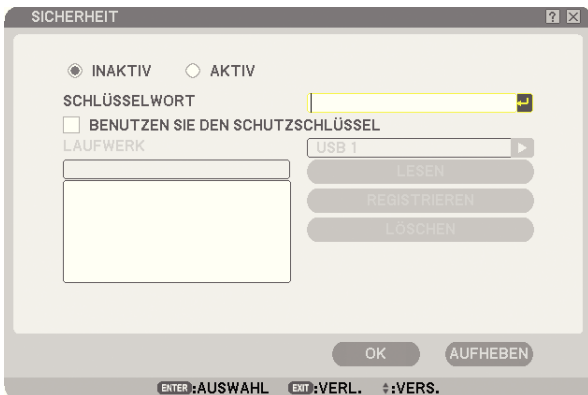 SICHERHEIT
INAKTIV AKTIV
SCHLÜSSELWORT
BENUTZEN SIE DEN SCHUTZSCHLÜSSEL
LAUFWERK USB 1
LESEN
REGISTRIEREN
LÖSCHEN
OK AUFHEBEN
ENTER:AUSWAHL EXIT:VERL. :VERS.